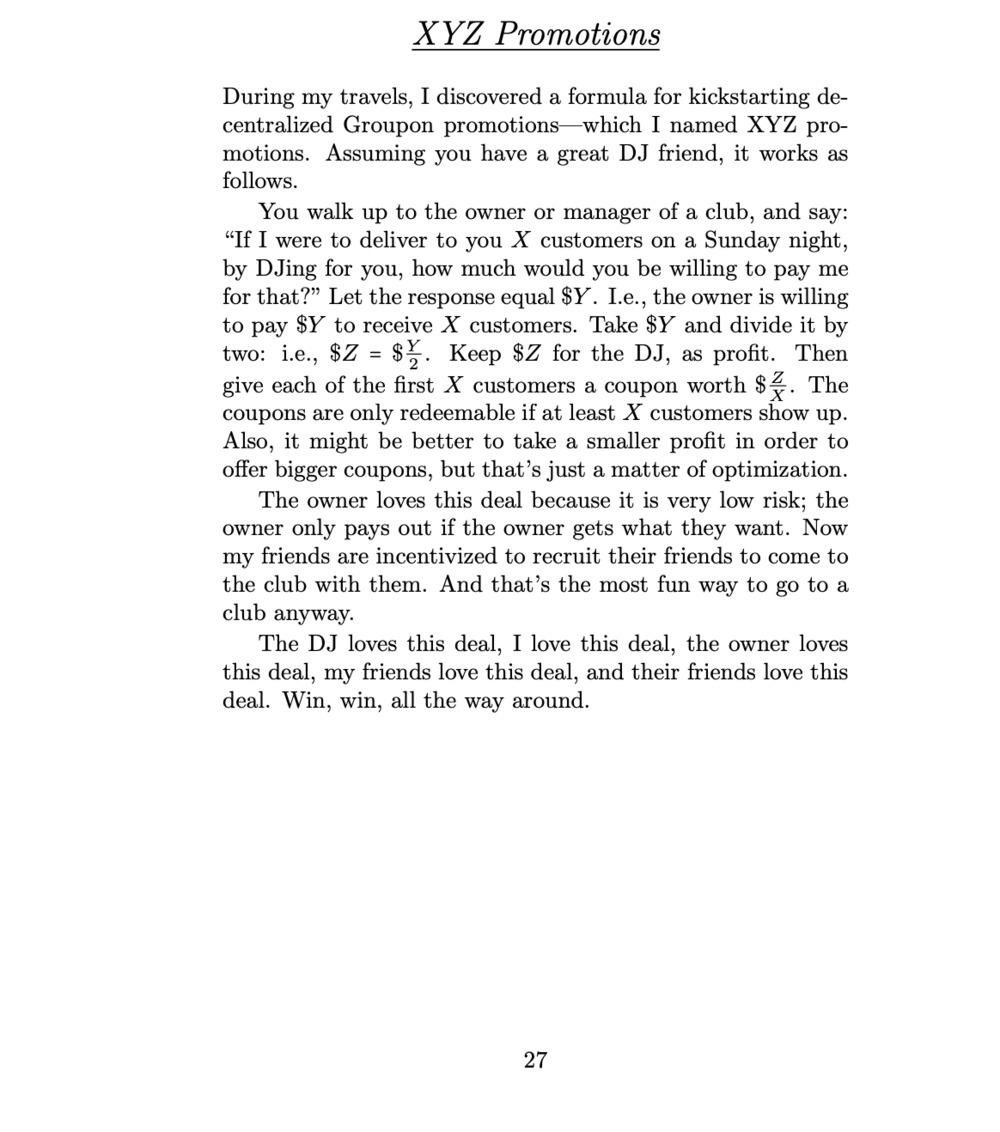 XYZ Promotions
During my travels, I discovered a formula for kickstarting de-
centralized Groupon promotions—which I named XYZ pro-
motions. Assuming you have a great DJ friend, it works as
follows.
You walk up to the owner or manager of a club, and say:
“If I were to deliver to you X customers on a Sunday night,
by DJing for you, how much would you be willing to pay me
for that?” Let the response equal $Y. I.e., the owner is willing
to pay $Y to receive X customers. Take $Y and divide it by
two: i.e., $Z = $Y/2. Keep $Z for the DJ, as profit. Then
give each of the first X customers a coupon worth $Z/X. The
coupons are only redeemable if at least X customers show up.
Also, it might be better to take a smaller profit in order to
offer bigger coupons, but that’s just a matter of optimization.
The owner loves this deal because it is very low risk; the
owner only pays out if the owner gets what they want. Now
my friends are incentivized to recruit their friends to come to
the club with them. And that’s the most fun way to go to a
club anyway.
The DJ loves this deal, I love this deal, the owner loves
this deal, my friends love this deal, and their friends love this
deal. Win, win, all the way around.
27